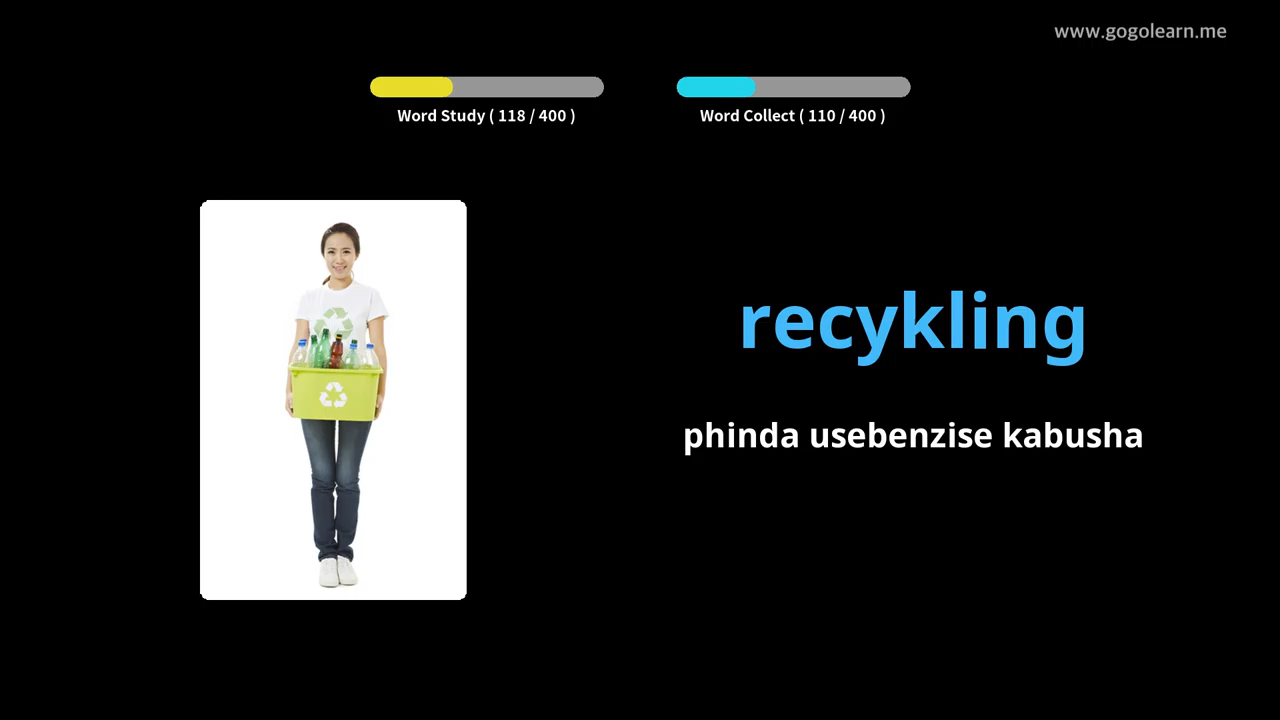 www.gogolearn.me
Word Study ( 118 / 400 )
Word Collect ( 110 / 400 )
recykling
phinda usebenzise kabusha